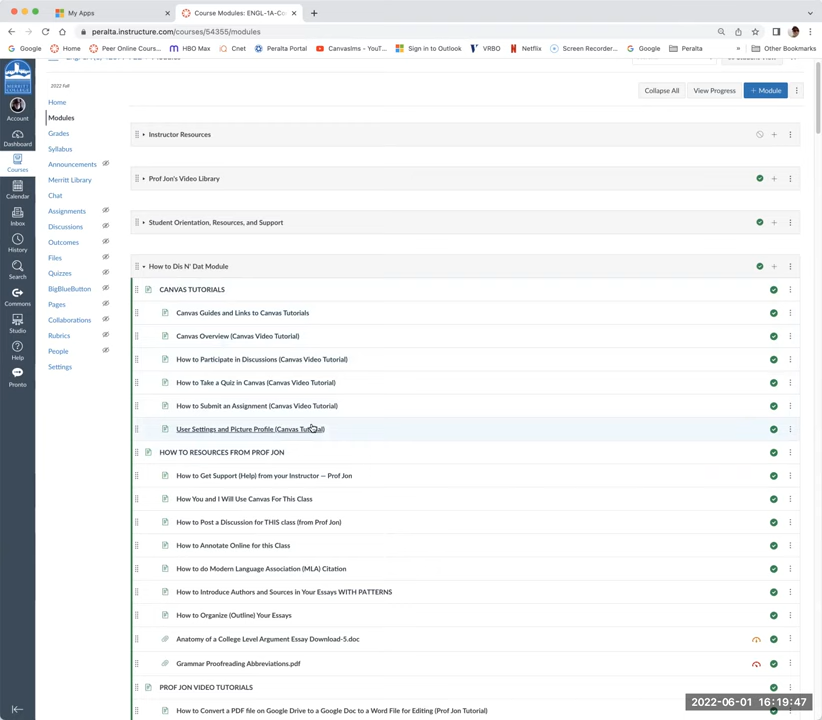 My Apps
Course Modules: ENGL-1A-Co
peralta.instructure.com/courses/54355/modules
Google
Home
Peer Online Cours...
HBO Max
Cnet
Peralta Portal
CanvasIms – YouT...
Sign in to Outlook
VRBO
Netflix
Screen Recorder...
Google
Peralta
»
Other Bookmarks
MERRITT COLLEGE
Account
Dashboard
Courses
Calendar
Inbox
History
Search
Commons
Studio
Help
Pronto
2022 Fall
Home
Modules
Grades
Syllabus
Announcements
Merritt Library
Chat
Assignments
Discussions
Outcomes
Files
Quizzes
BigBlueButton
Pages
Collaborations
Rubrics
People
Settings
Collapse All
View Progress
+ Module
Instructor Resources
Prof Jon's Video Library
Student Orientation, Resources, and Support
How to Dis N' Dat Module
CANVAS TUTORIALS
Canvas Guides and Links to Canvas Tutorials
Canvas Overview (Canvas Video Tutorial)
How to Participate in Discussions (Canvas Video Tutorial)
How to Take a Quiz in Canvas (Canvas Video Tutorial)
How to Submit an Assignment (Canvas Video Tutorial)
User Settings and Picture Profile (Canvas Tutorial)
HOW TO RESOURCES FROM PROF JON
How to Get Support (Help) from your Instructor — Prof Jon
How You and I Will Use Canvas For This Class
How to Post a Discussion for THIS class (from Prof Jon)
How to Annotate Online for this Class
How to do Modern Language Association (MLA) Citation
How to Introduce Authors and Sources in Your Essays WITH PATTERNS
How to Organize (Outline) Your Essays
Anatomy of a College Level Argument Essay Download-5.doc
Grammar Proofreading Abbreviations.pdf
PROF JON VIDEO TUTORIALS
How to Convert a PDF file on Google Drive to a Google Doc to a Word File for Editing (Prof Jon Tutorial)
2022-06-01 16:19:47